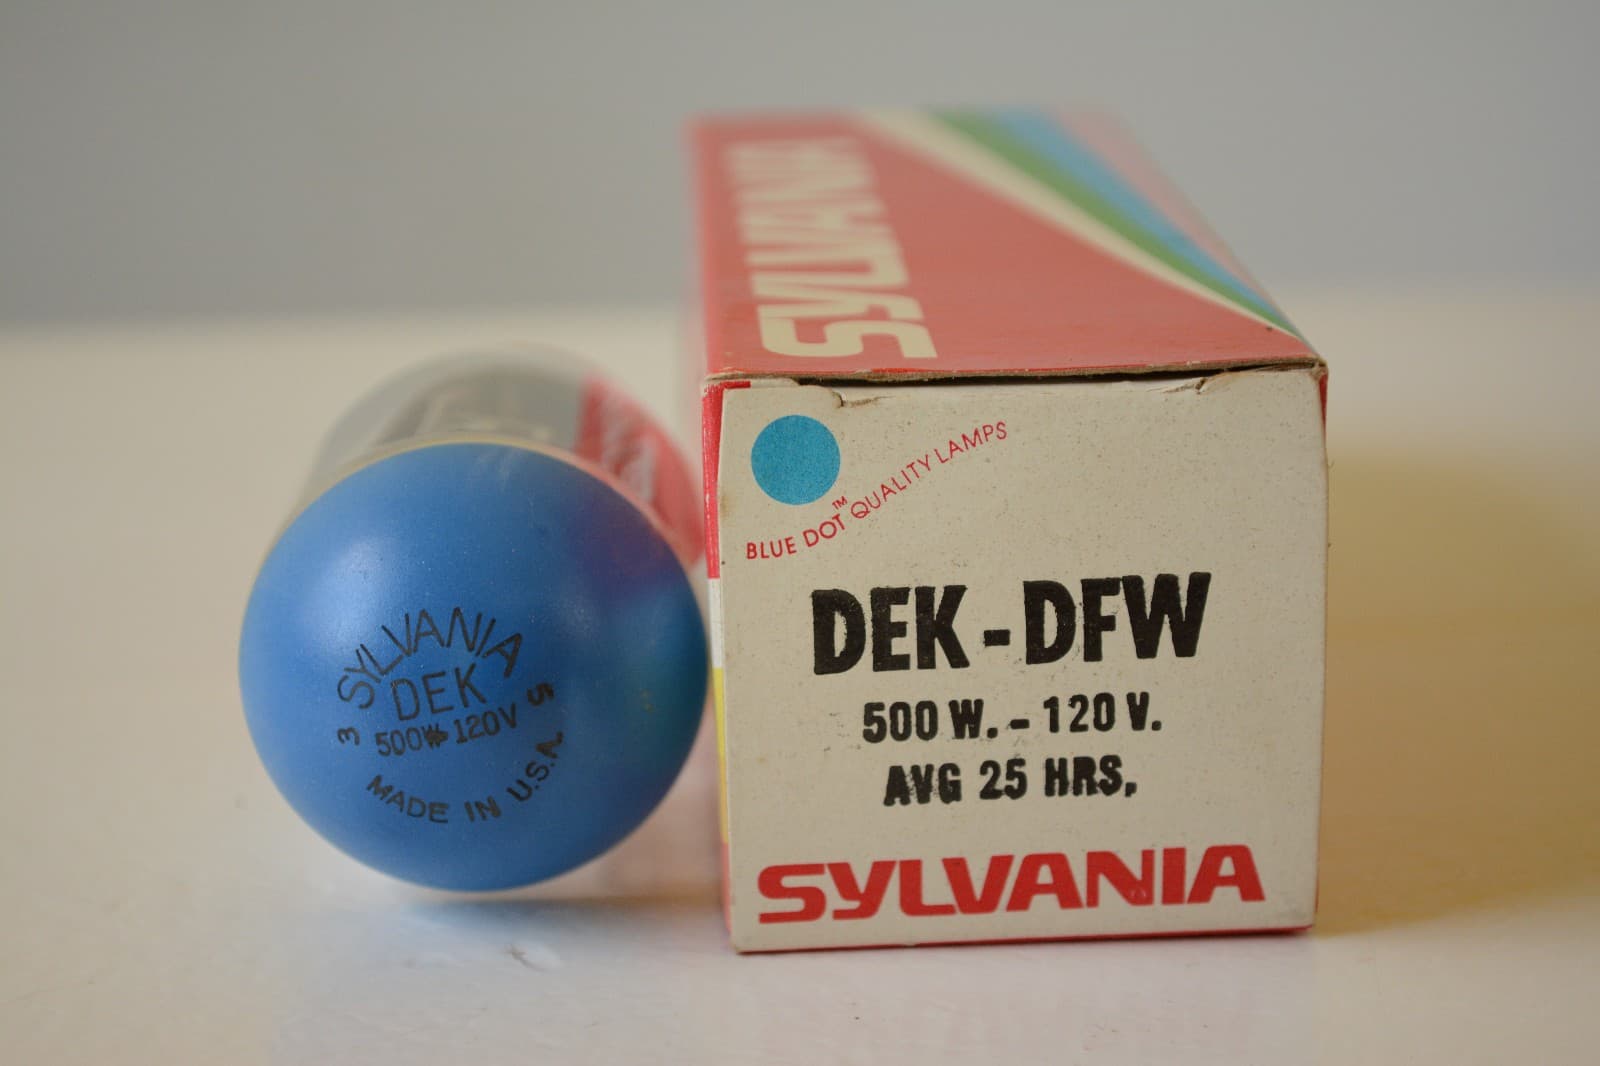 SYLVANIA
BLUE DOT™ QUALITY LAMPS
DEK-DFW
500 W. - 120 V.
AVG 25 HRS.
SYLVANIA
3 SYLVANIA 5
DEK
500W 120V
MADE IN U.S.A.